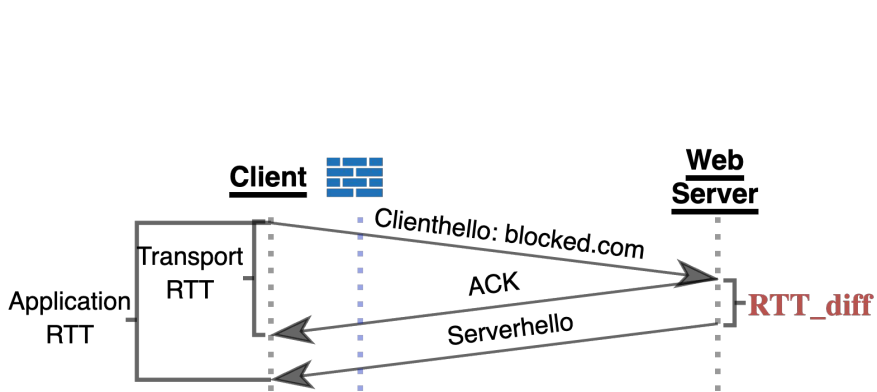 Client
Web
Server
Clienthello: blocked.com
Transport
RTT
ACK
Application
RTT
RTT_diff
Serverhello